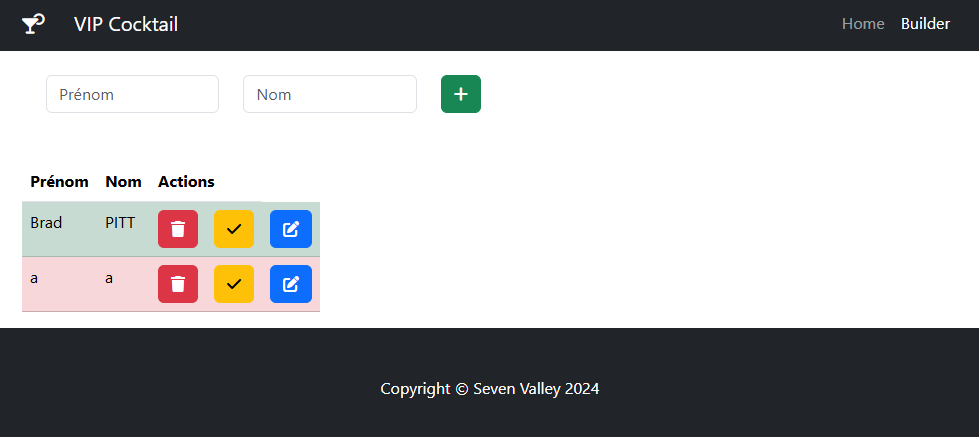 VIP Cocktail Home Builder
Prénom Nom
Prénom Nom Actions
Brad PITT
a a
Copyright © Seven Valley 2024